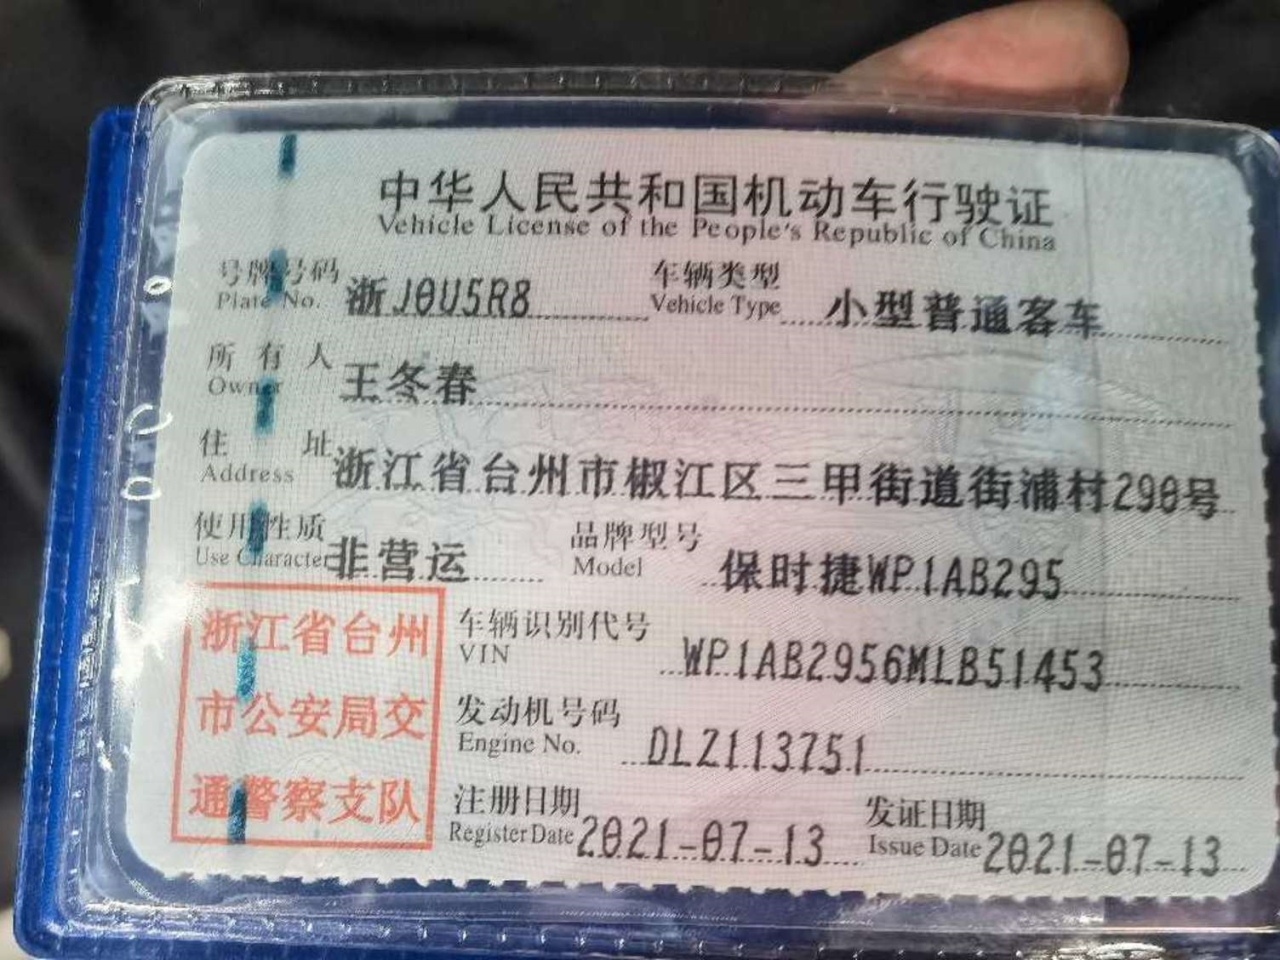 中华人民共和国机动车行驶证
Vehicle License of the People's Republic of China
号牌号码 浙J0U5R8 车辆类型 小型普通客车
Plate No. Vehicle Type
所有人 王冬春
Owner
住址 浙江省台州市椒江区三甲街道街浦村290号
Address
使用性质 非营运 品牌型号 保时捷WP1AB295
Use Character Model
浙江省台州
市公安局交
通警察支队
车辆识别代号 WP1AB2956MLB51453
VIN
发动机号码 DLZ113751
Engine No.
注册日期 2021-07-13 发证日期 2021-07-13
Register Date Issue Date